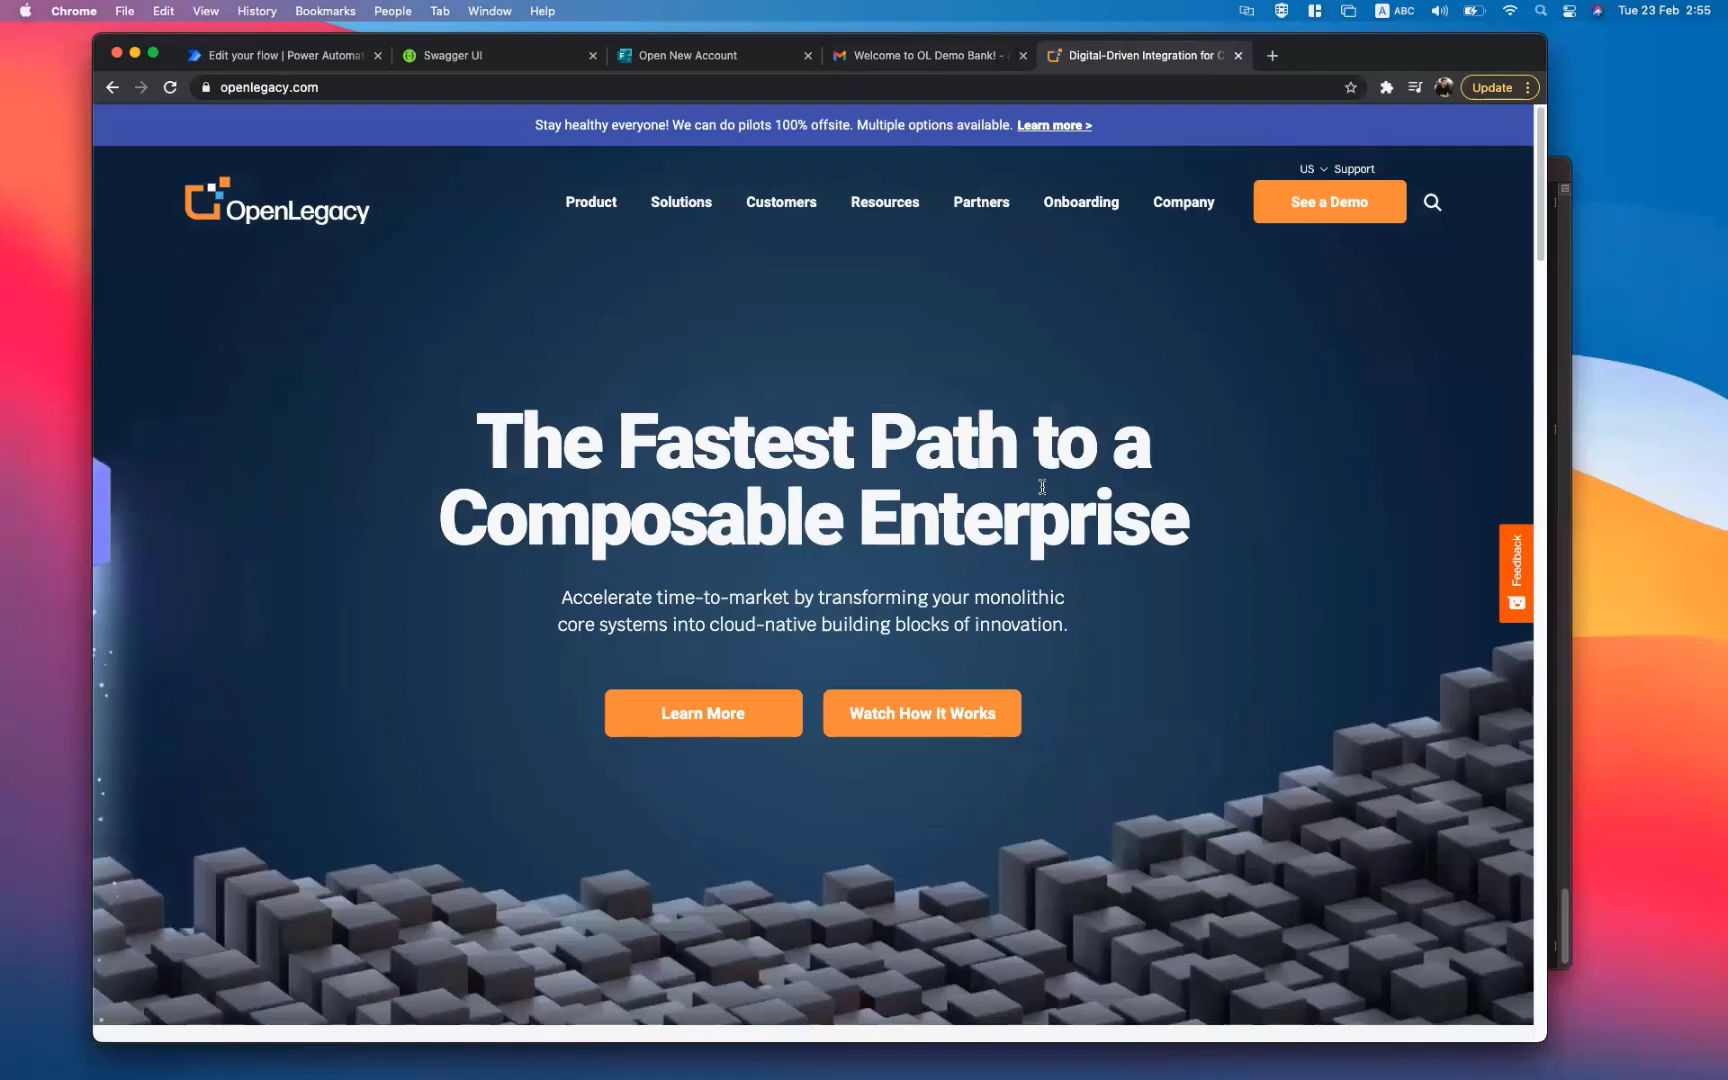 Chrome File Edit View History Bookmarks People Tab Window Help A ABC Tue 23 Feb 2:55
Edit your flow | Power Automat Swagger UI Open New Account Welcome to OL Demo Bank! - Digital-Driven Integration for C
openlegacy.com Update
Stay healthy everyone! We can do pilots 100% offsite. Multiple options available. Learn more >
US Support
OpenLegacy Product Solutions Customers Resources Partners Onboarding Company See a Demo
The Fastest Path to a
Composable Enterprise
Feedback
Accelerate time-to-market by transforming your monolithic
core systems into cloud-native building blocks of innovation.
Learn More Watch How It Works